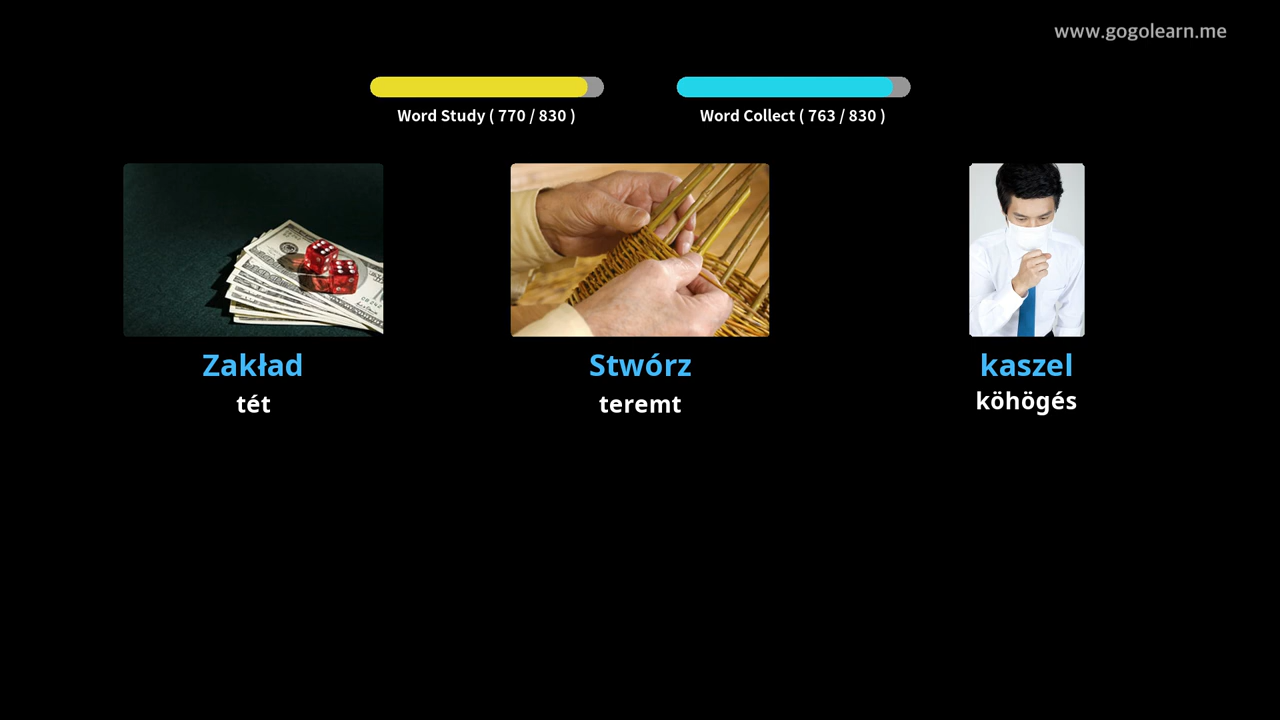 www.gogolearn.me
Word Study ( 770 / 830 )
Word Collect ( 763 / 830 )
Zakład
Stwórz
kaszel
tét
teremt
köhögés